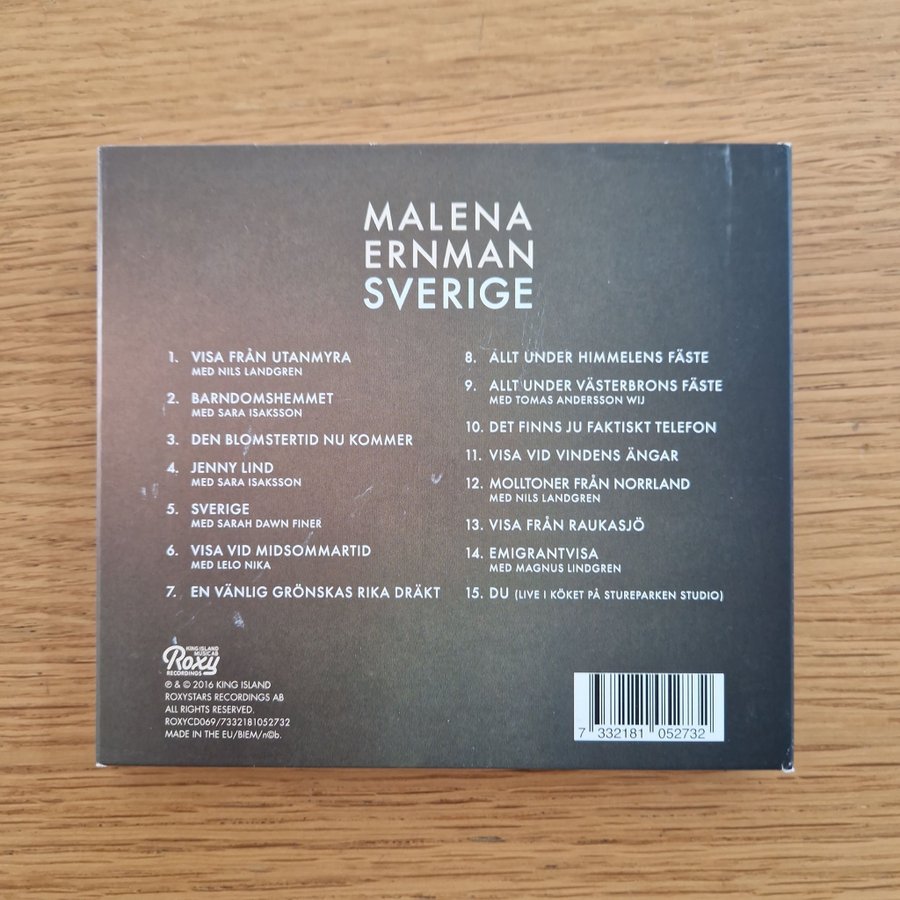 MALENA
ERNMAN
SVERIGE
1. VISA FRÅN UTANMYRA
MED NILS LANDGREN
2. BARNDOMSHEMMET
MED SARA ISAKSSON
3. DEN BLOMSTERTID NU KOMMER
4. JENNY LIND
MED SARA ISAKSSON
5. SVERIGE
MED SARAH DAWN FINER
6. VISA VID MIDSOMMARTID
MED LELO NIKA
7. EN VÄNLIG GRÖNSKAS RIKA DRÄKT
8. ALLT UNDER HIMMELENS FÄSTE
9. ALLT UNDER VÄSTERBRONS FÄSTE
MED TOMAS ANDERSSON WIJ
10. DET FINNS JU FAKTISKT TELEFON
11. VISA VID VINDENS ÄNGAR
12. MOLLTONER FRÅN NORRLAND
MED NILS LANDGREN
13. VISA FRÅN RAUKASJÖ
14. EMIGRANTVISA
MED MAGNUS LINDGREN
15. DU (LIVE I KÖKET PÅ STUREPARKEN STUDIO)
KING ISLAND
MUSIC AB
Roxy
RECORDINGS
℗ & © 2016 KING ISLAND
ROXYSTARS RECORDINGS AB
ALL RIGHTS RESERVED.
ROXYCD069/7332181052732
MADE IN THE EU/BIEM/n©b.
7 332181 052732